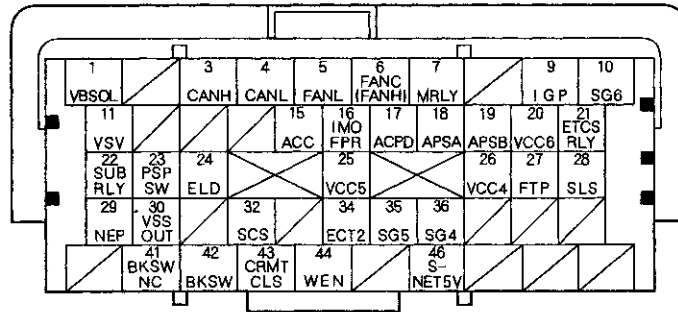 1 3 4 5 6 7 9 10
VBSOL CANH CANL FANL FANC (FANH) MRLY IGP SG6
11 15 16 17 18 19 20 21
VSV ACC IMO FPR ACPD APSA APSB VCC6 ETCS RLY
22 23 24 25 26 27 28
SUB RLY PSP SW ELD VCC5 VCC4 FTP SLS
29 30 32 34 35 36
NEP VSS OUT SCS ECT2 SG5 SG4
41 42 43 44 46
BKSW NC BKSW CRMT CLS WEN S-NET5V